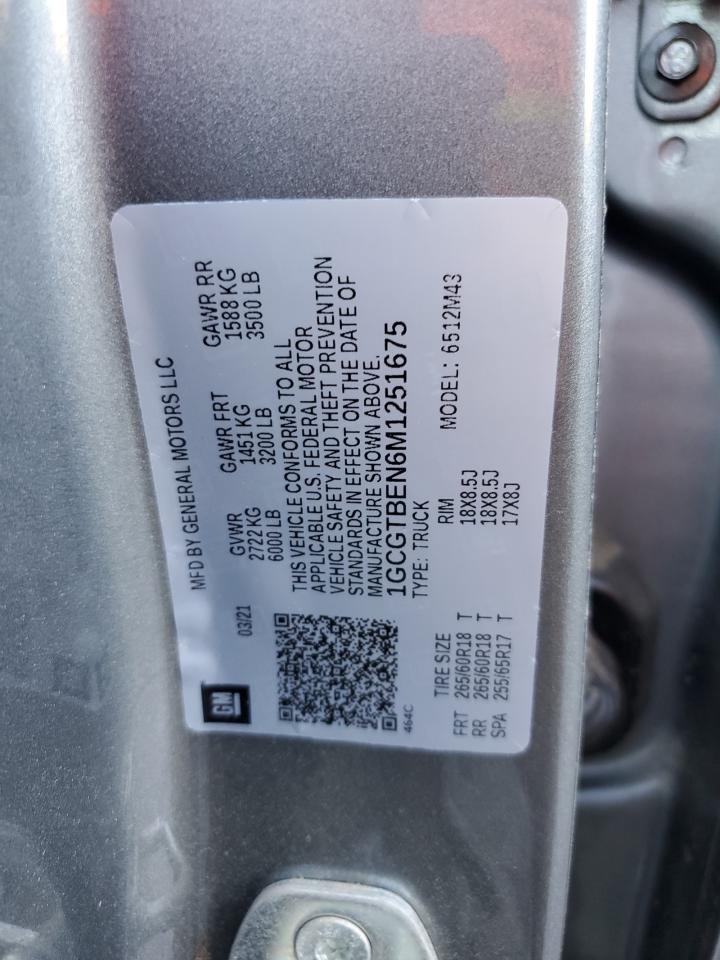 GM
03/21
MFD BY GENERAL MOTORS LLC
GVWR GAWR FRT GAWR RR
2722 KG 1451 KG 1588 KG
6000 LB 3200 LB 3500 LB
THIS VEHICLE CONFORMS TO ALL
APPLICABLE U.S. FEDERAL MOTOR
VEHICLE SAFETY AND THEFT PREVENTION
STANDARDS IN EFFECT ON THE DATE OF
MANUFACTURE SHOWN ABOVE.
1GCGTBEN6M1251675
464C
TYPE: TRUCK MODEL: 6512M43
TIRE SIZE RIM
FRT 265/60R18 T 18X8.5J
RR 265/60R18 T 18X8.5J
SPA 255/65R17 T 17X8J